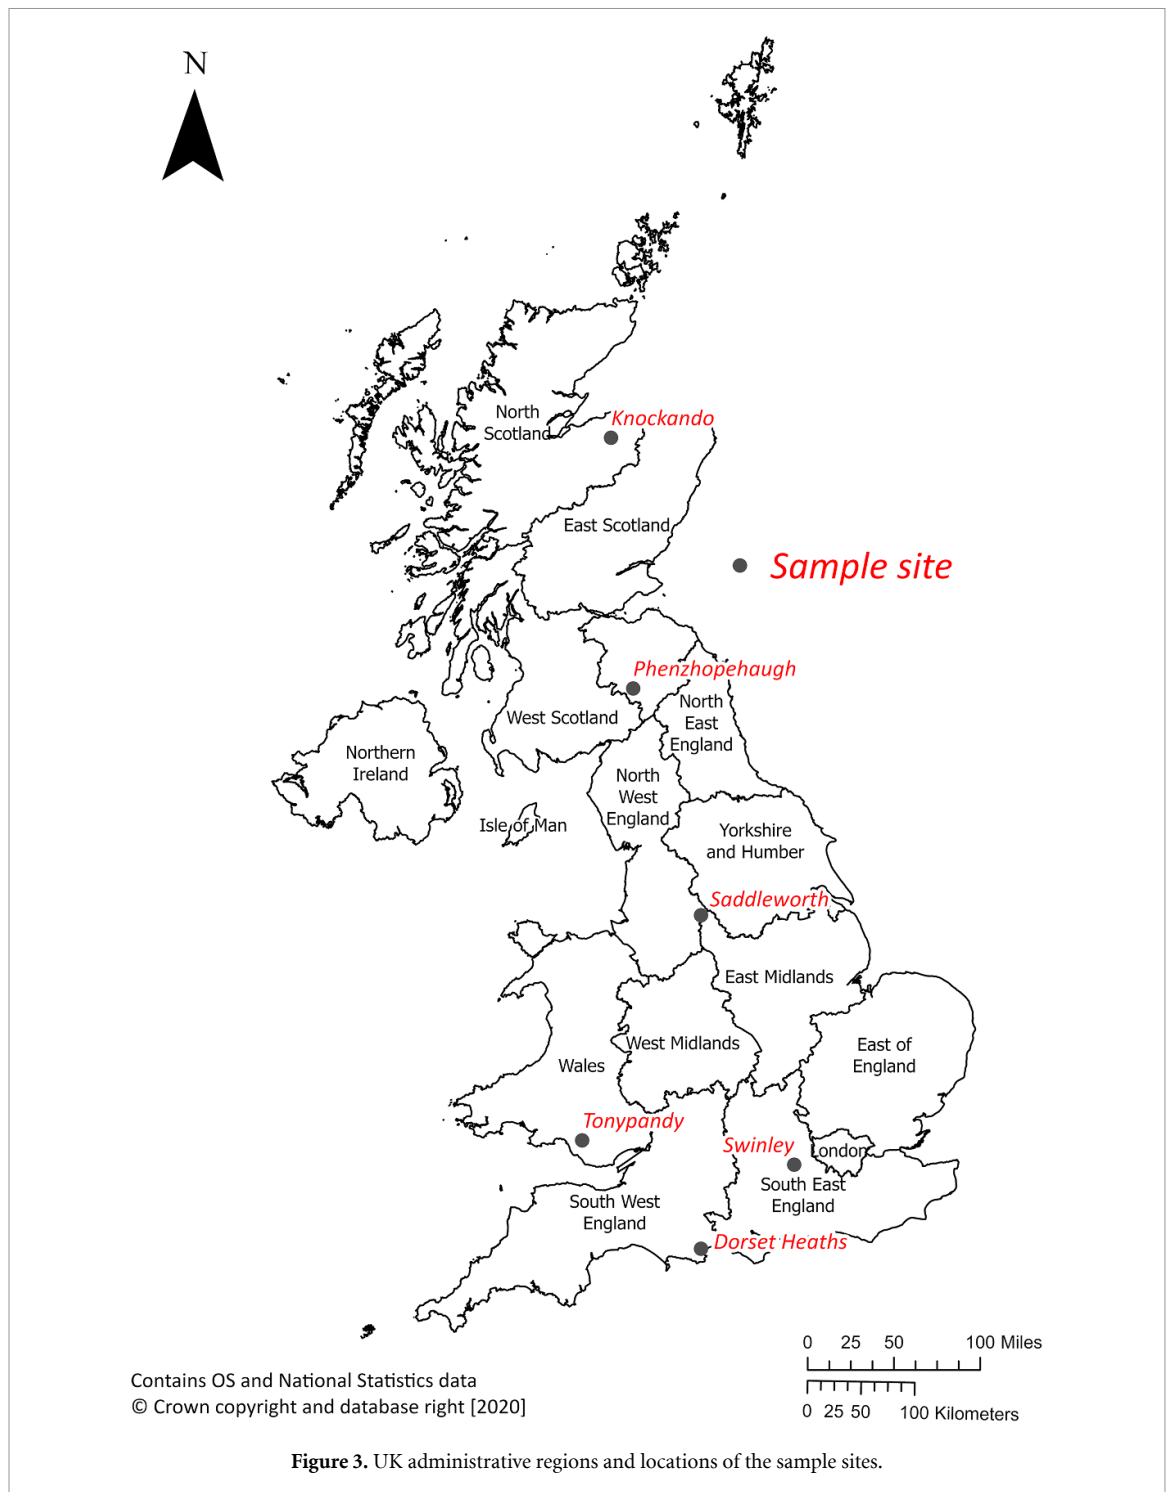 N
North
Scotland
Knockando
East Scotland
Sample site
Phenzhopehaugh
West Scotland
North
East
England
Northern
Ireland
North
West
England
Isle of Man
Yorkshire
and Humber
Saddleworth
East Midlands
West Midlands
East of
England
Wales
Tonypandy
Swinley
London
South East
England
South West
England
Dorset Heaths
0 25 50 100 Miles
0 25 50 100 Kilometers
Contains OS and National Statistics data
© Crown copyright and database right [2020]
Figure 3. UK administrative regions and locations of the sample sites.